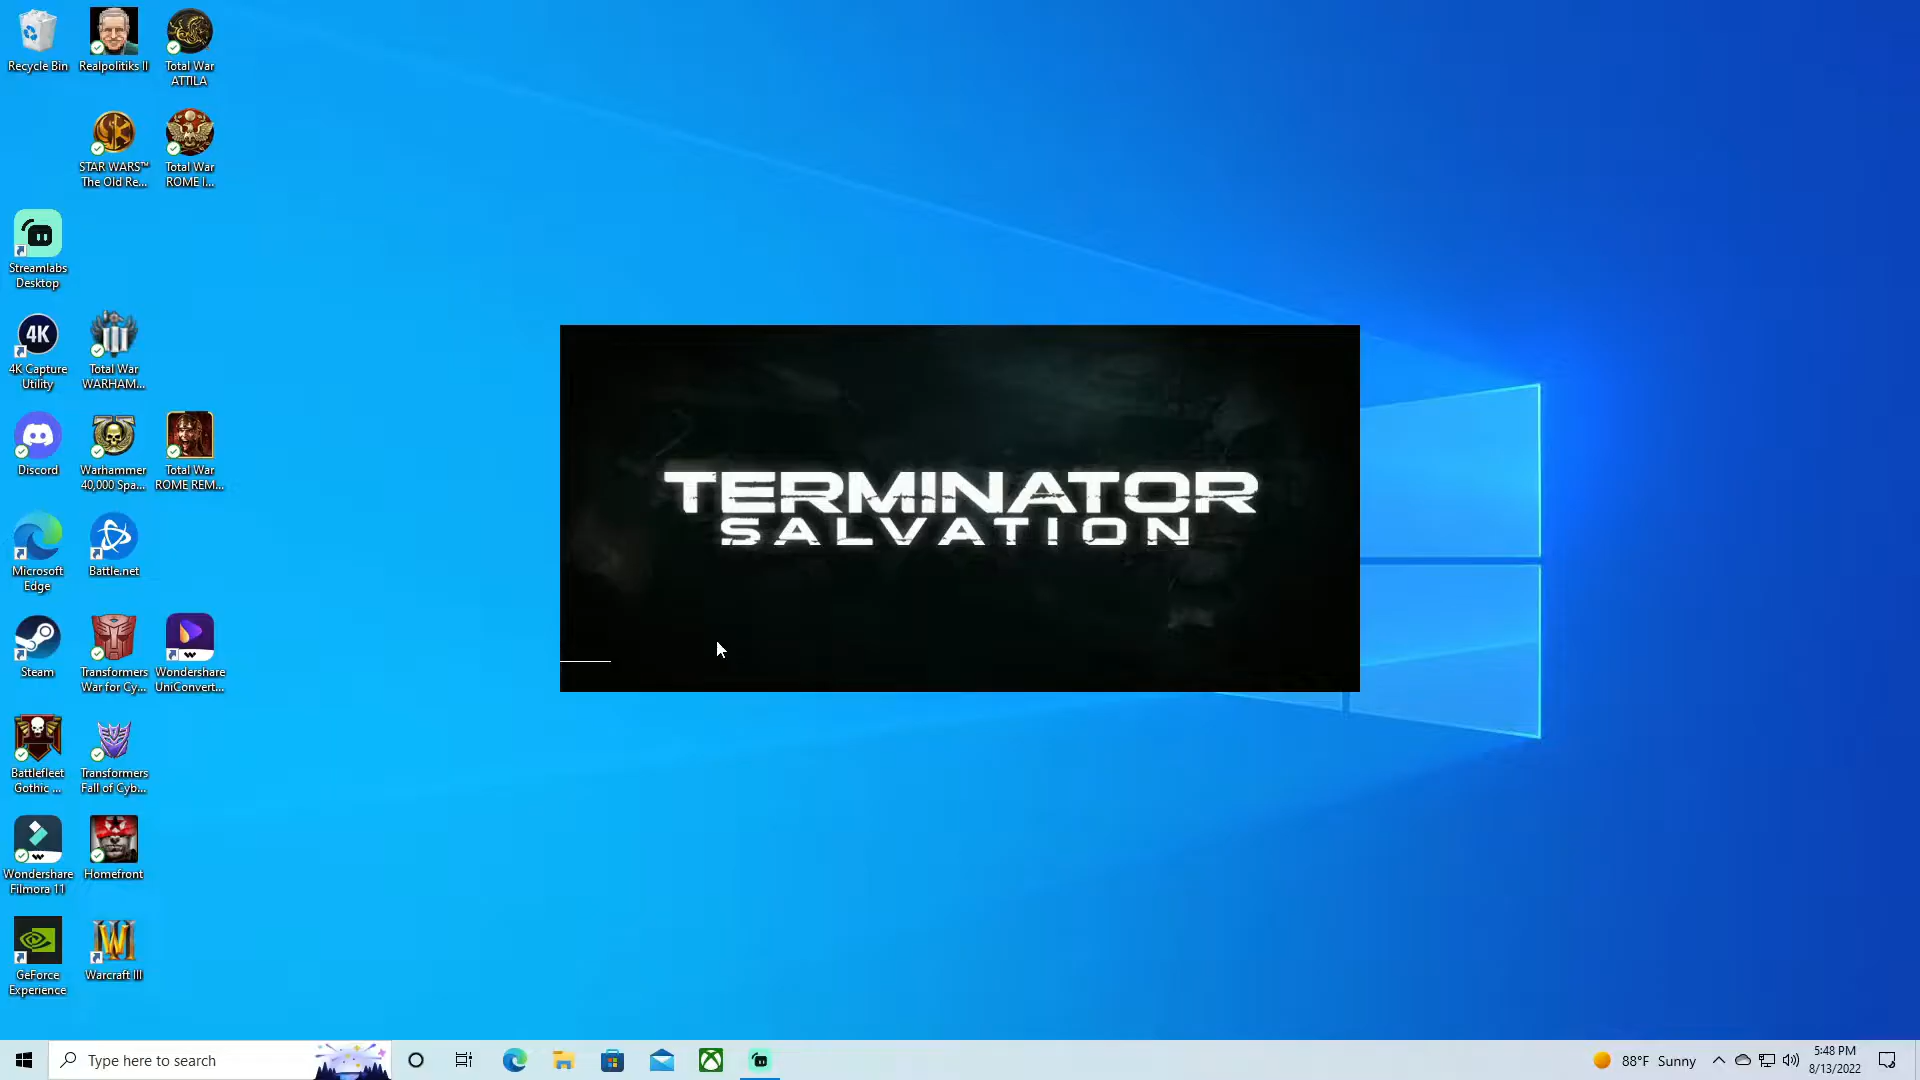 Recycle Bin
Realpolitiks II
Total War
ATTILA
STAR WARS™
The Old Re...
Total War
ROME I...
Streamlabs
Desktop
4K
4K Capture
Utility
Total War
WARHAM...
Discord
Warhammer
40,000 Spa...
Total War
ROME REM...
Microsoft
Edge
Battle.net
Steam
Transformers
War for Cy...
Wondershare
UniConvert...
Battlefleet
Gothic ...
Transformers
Fall of Cyb...
Wondershare
Filmora 11
Homefront
GeForce
Experience
Warcraft III
TERMINATOR
SALVATION
Type here to search
88°F Sunny
5:48 PM
8/13/2022